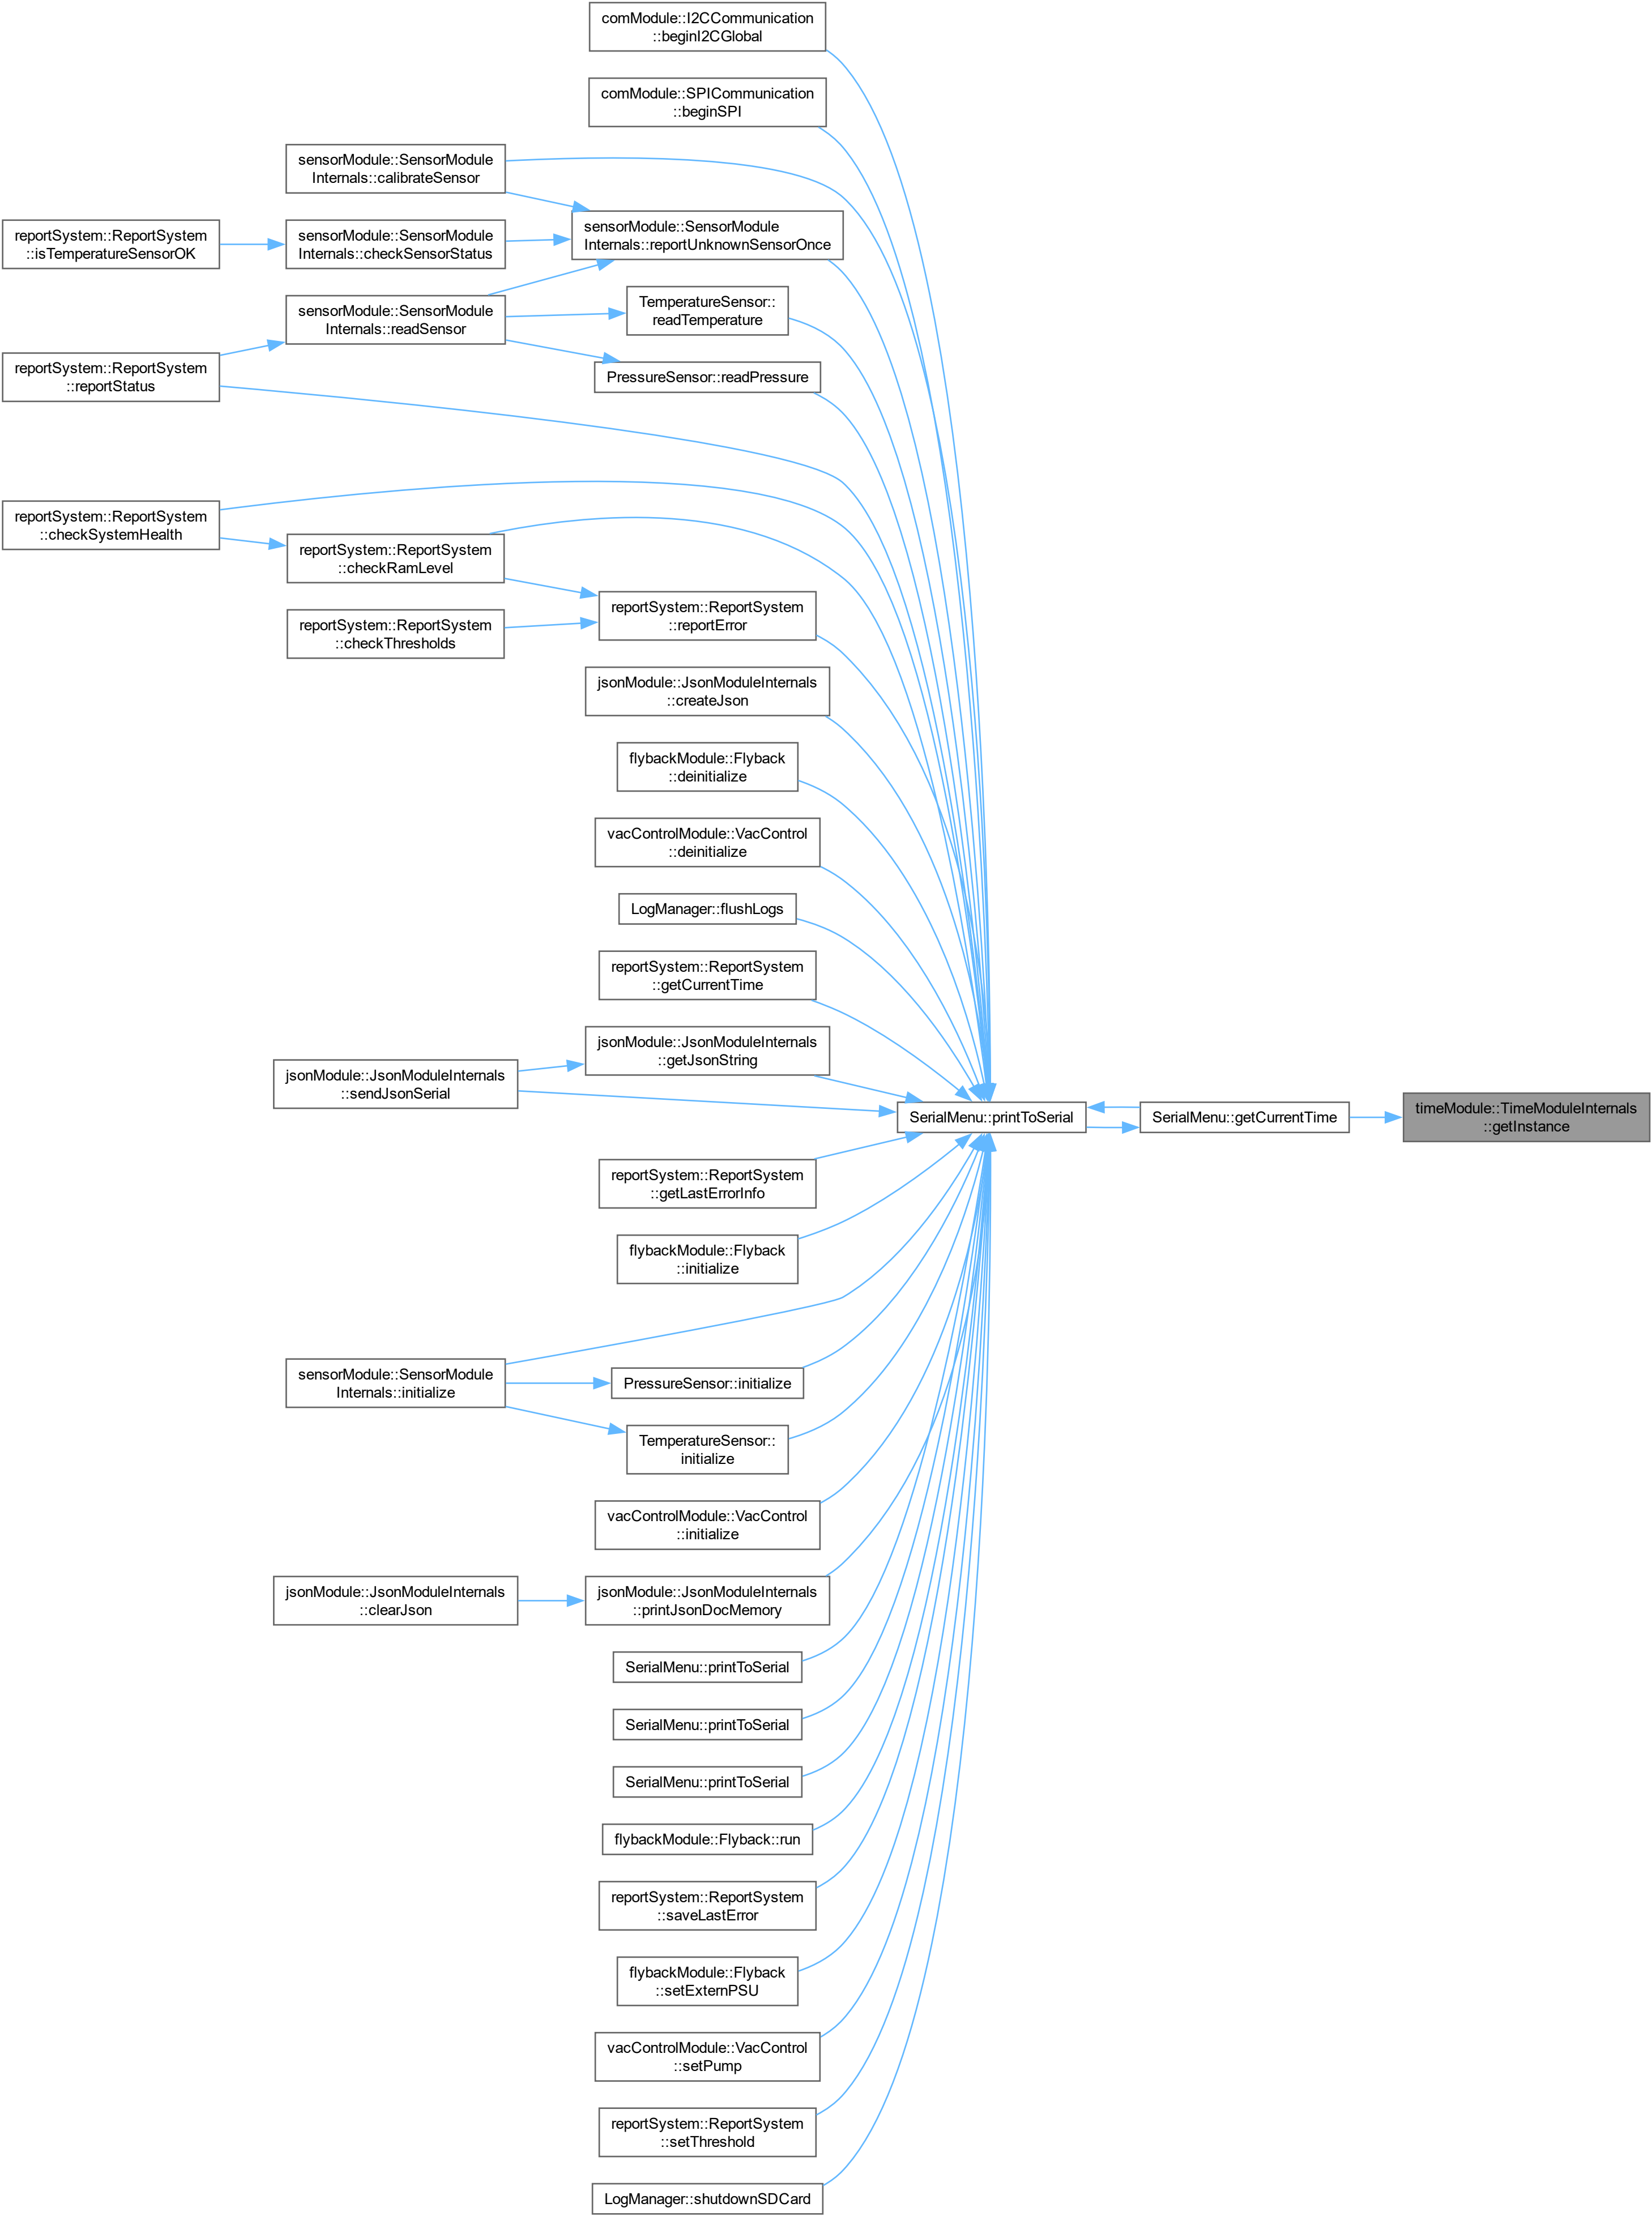 comModule::I2CCommunication
::beginI2CGlobal
comModule::SPICommunication
::beginSPI
sensorModule::SensorModule
Internals::calibrateSensor
sensorModule::SensorModule
Internals::reportUnknownSensorOnce
reportSystem::ReportSystem
::isTemperatureSensorOK
sensorModule::SensorModule
Internals::checkSensorStatus
sensorModule::SensorModule
Internals::readSensor
TemperatureSensor::
readTemperature
reportSystem::ReportSystem
::reportStatus
PressureSensor::readPressure
reportSystem::ReportSystem
::checkSystemHealth
reportSystem::ReportSystem
::checkRamLevel
reportSystem::ReportSystem
::reportError
reportSystem::ReportSystem
::checkThresholds
jsonModule::JsonModuleInternals
::createJson
flybackModule::Flyback
::deinitialize
vacControlModule::VacControl
::deinitialize
LogManager::flushLogs
reportSystem::ReportSystem
::getCurrentTime
jsonModule::JsonModuleInternals
::getJsonString
jsonModule::JsonModuleInternals
::sendJsonSerial
SerialMenu::printToSerial
SerialMenu::getCurrentTime
timeModule::TimeModuleInternals
::getInstance
reportSystem::ReportSystem
::getLastErrorInfo
flybackModule::Flyback
::initialize
sensorModule::SensorModule
Internals::initialize
PressureSensor::initialize
TemperatureSensor::
initialize
vacControlModule::VacControl
::initialize
jsonModule::JsonModuleInternals
::clearJson
jsonModule::JsonModuleInternals
::printJsonDocMemory
SerialMenu::printToSerial
SerialMenu::printToSerial
SerialMenu::printToSerial
flybackModule::Flyback::run
reportSystem::ReportSystem
::saveLastError
flybackModule::Flyback
::setExternPSU
vacControlModule::VacControl
::setPump
reportSystem::ReportSystem
::setThreshold
LogManager::shutdownSDCard